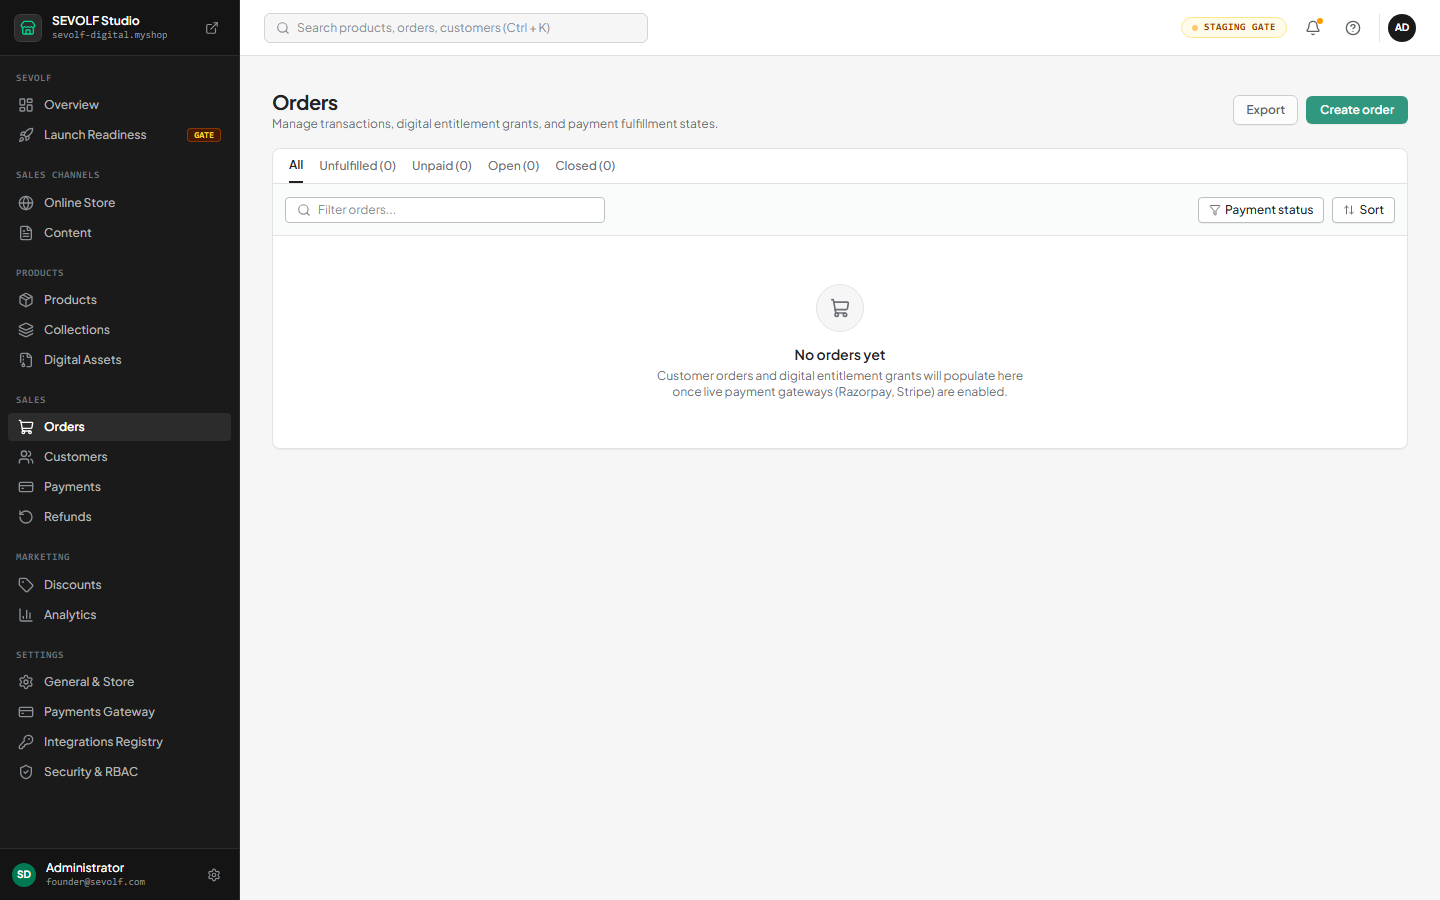 SEVOLF Studio
sevolf-digital.myshop
Search products, orders, customers (Ctrl + K)
STAGING GATE
AD
SEVOLF
Overview
Launch Readiness
GATE
SALES CHANNELS
Online Store
Content
PRODUCTS
Products
Collections
Digital Assets
SALES
Orders
Customers
Payments
Refunds
MARKETING
Discounts
Analytics
SETTINGS
General & Store
Payments Gateway
Integrations Registry
Security & RBAC
SD
Administrator
founder@sevolf.com
Orders
Manage transactions, digital entitlement grants, and payment fulfillment states.
Export
Create order
All
Unfulfilled (0)
Unpaid (0)
Open (0)
Closed (0)
Filter orders...
Payment status
Sort
No orders yet
Customer orders and digital entitlement grants will populate here
once live payment gateways (Razorpay, Stripe) are enabled.